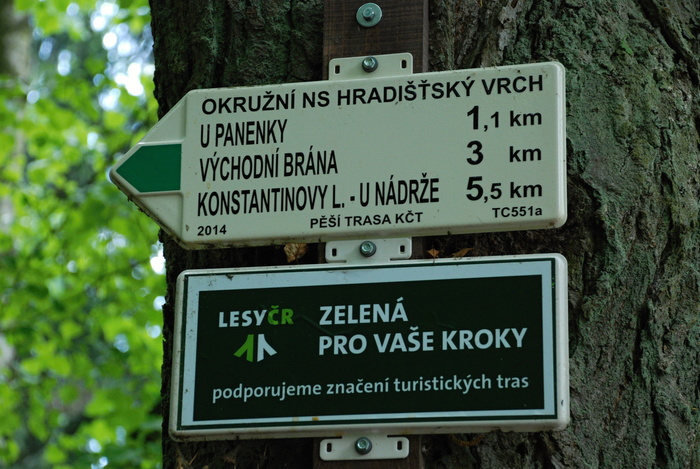 OKRUŽNÍ NS HRADIŠŤSKÝ VRCH
U PANENKY 1,1 km
VÝCHODNÍ BRÁNA 3 km
KONSTANTINOVY L. - U NÁDRŽE 5,5 km
2014 PĚŠÍ TRASA KČT TC551a
LESYČR ZELENÁ
PRO VAŠE KROKY
podporujeme značení turistických tras